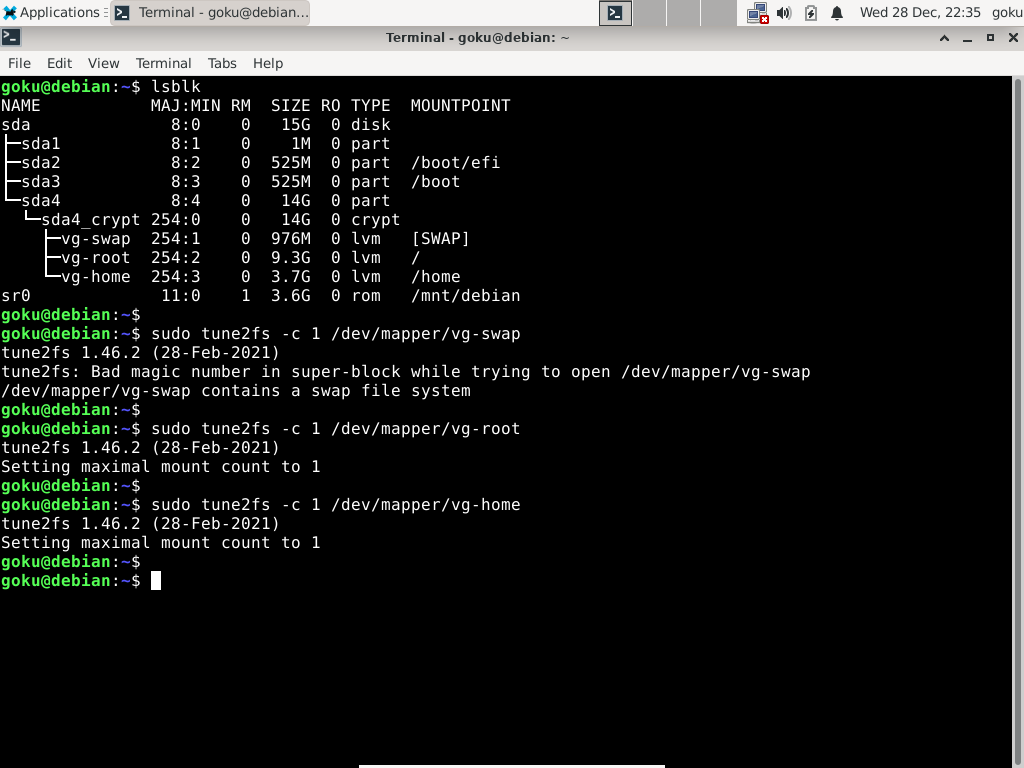 Applications
Terminal - goku@debian...
Wed 28 Dec, 22:35
goku
Terminal - goku@debian: ~
File Edit View Terminal Tabs Help
goku@debian:~$ lsblk
NAME           MAJ:MIN RM  SIZE RO TYPE  MOUNTPOINT
sda              8:0    0   15G  0 disk
├─sda1           8:1    0    1M  0 part
├─sda2           8:2    0  525M  0 part  /boot/efi
├─sda3           8:3    0  525M  0 part  /boot
└─sda4           8:4    0   14G  0 part
  └─sda4_crypt 254:0    0   14G  0 crypt
    ├─vg-swap  254:1    0  976M  0 lvm   [SWAP]
    ├─vg-root  254:2    0  9.3G  0 lvm   /
    └─vg-home  254:3    0  3.7G  0 lvm   /home
sr0             11:0    1  3.6G  0 rom   /mnt/debian
goku@debian:~$
goku@debian:~$ sudo tune2fs -c 1 /dev/mapper/vg-swap
tune2fs 1.46.2 (28-Feb-2021)
tune2fs: Bad magic number in super-block while trying to open /dev/mapper/vg-swap
/dev/mapper/vg-swap contains a swap file system
goku@debian:~$
goku@debian:~$ sudo tune2fs -c 1 /dev/mapper/vg-root
tune2fs 1.46.2 (28-Feb-2021)
Setting maximal mount count to 1
goku@debian:~$
goku@debian:~$ sudo tune2fs -c 1 /dev/mapper/vg-home
tune2fs 1.46.2 (28-Feb-2021)
Setting maximal mount count to 1
goku@debian:~$
goku@debian:~$